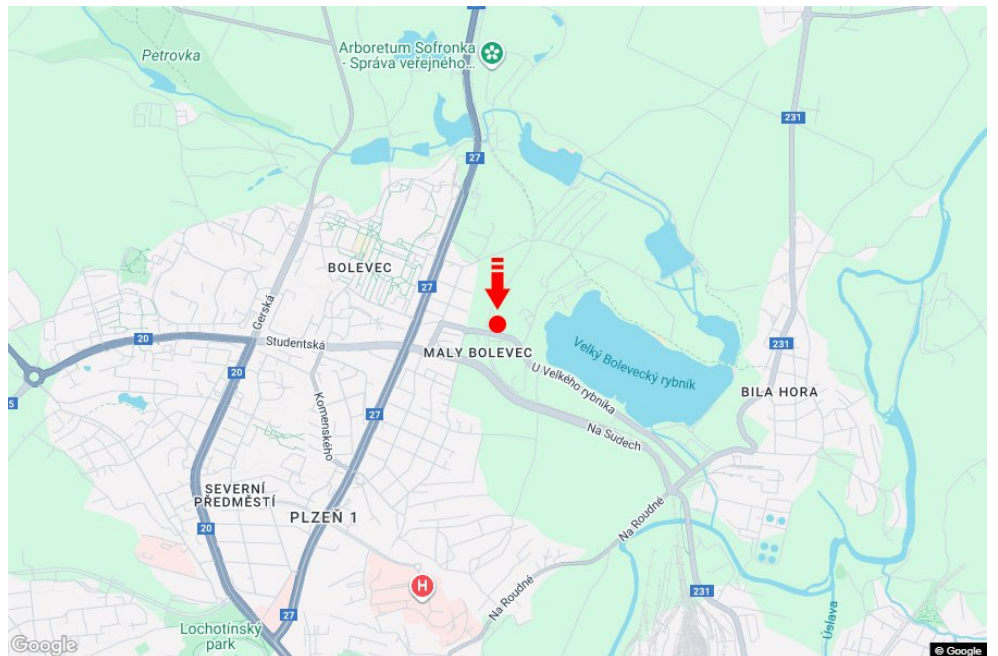 Arboretum Sofronka
- Správa veřejného...
Petrovka
231
27
BOLEVEC
27
Gerská
20
Studentská
MALY BOLEVEC
Velký Bolevecký rybník
231
20
5
U Velkého rybníka
BILA HORA
Komenského
27
Na Sudech
SEVERNÍ
PŘEDMĚSTÍ
PLZEŇ 1
20
Na Roudné
H
231
Na Roudné
27
Úslava
Lochotínský
park
Google
© Google